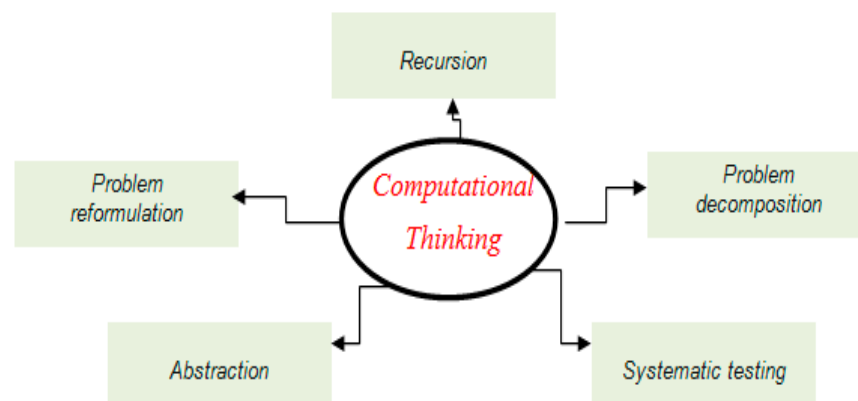 Recursion
Problem
reformulation
Computational
Thinking
Problem
decomposition
Abstraction
Systematic testing